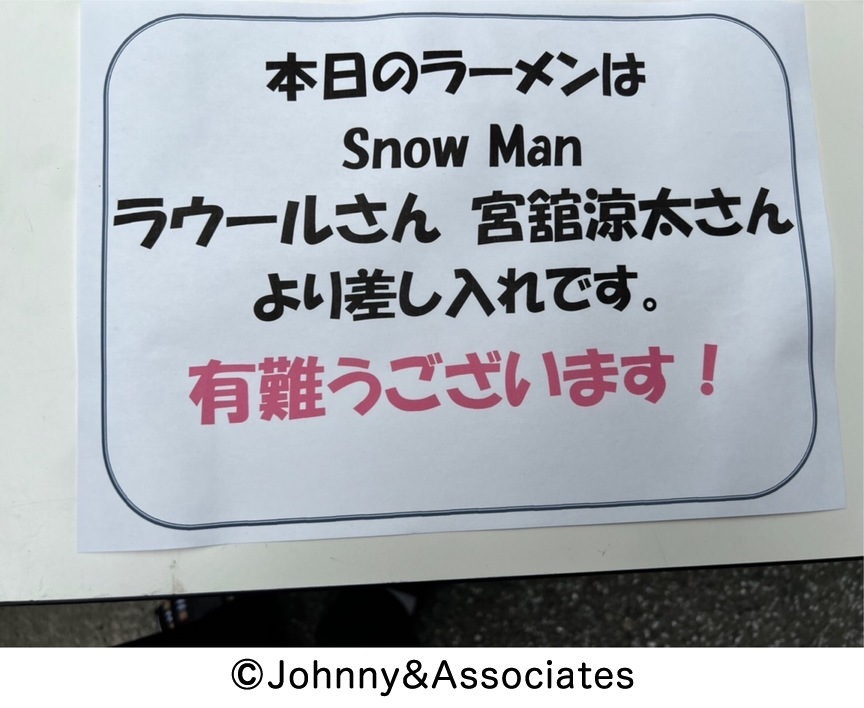 本日のラーメンは
Snow Man
ラウールさん 宮舘涼太さん
より差し入れです。
有難うございます！
©Johnny&Associates